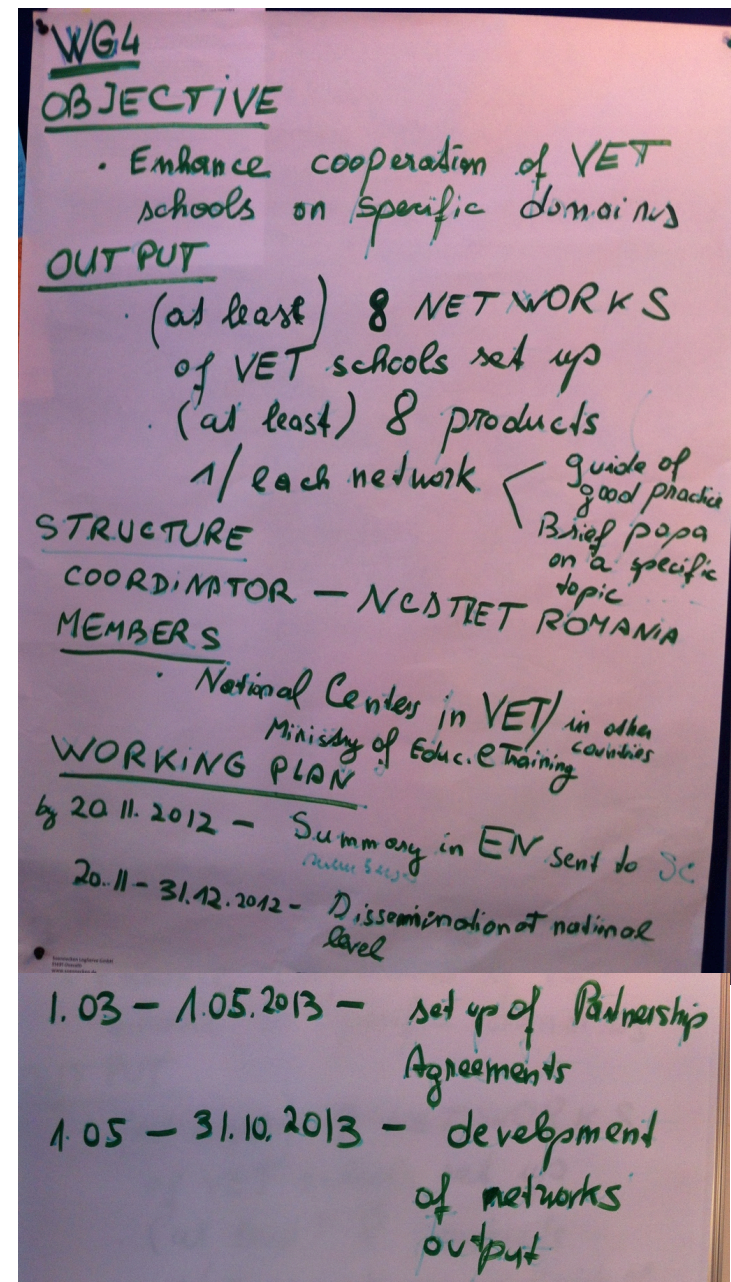 WG4
OBJECTIVE
· Enhance cooperation of VET
schools on specific domains
OUTPUT
· (at least) 8 NETWORKS
of VET schools set up
· (at least) 8 products
1/ each network < guide of
good practice
Brief papa
on a specific
topic
STRUCTURE
COORDINATOR – NCDTIET ROMANIA
MEMBERS
· National Centers in VET/ in other
countries
Ministry of Educ. e Training
WORKING PLAN
by 20.11.2012 – Summary in EN sent to SC
20.11 – 31.12.2012 – Dissemination at national
level
1.03 – 1.05.2013 – set up of Partnership
Agreements
1.05 – 31.10.2013 – development
of networks
output